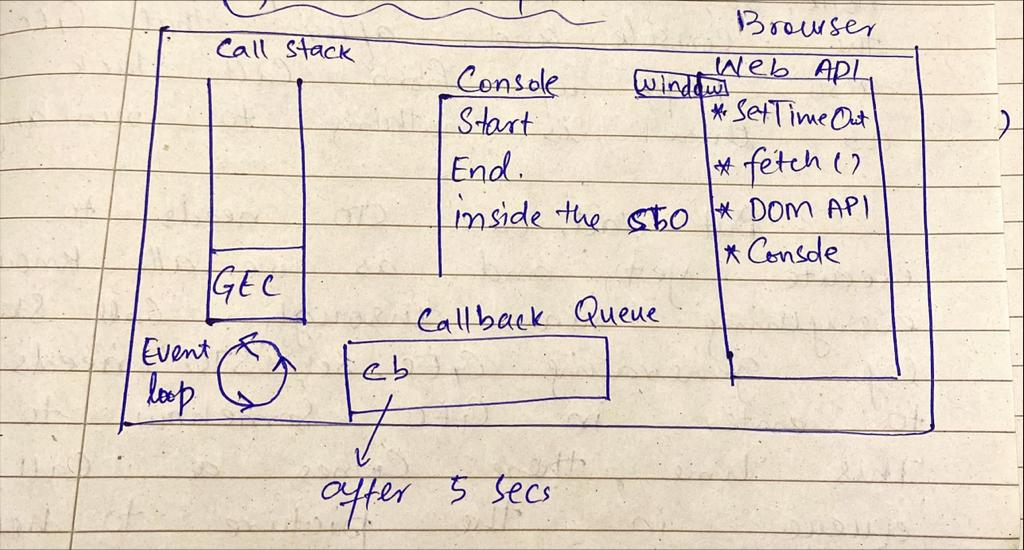 Browser
Call Stack
Web API
Console
Window
* SetTimeOut
Start
* fetch ()
End.
* DOM API
inside the sto
* Console
GEC
Callback Queue
Event
loop
cb
after 5 secs